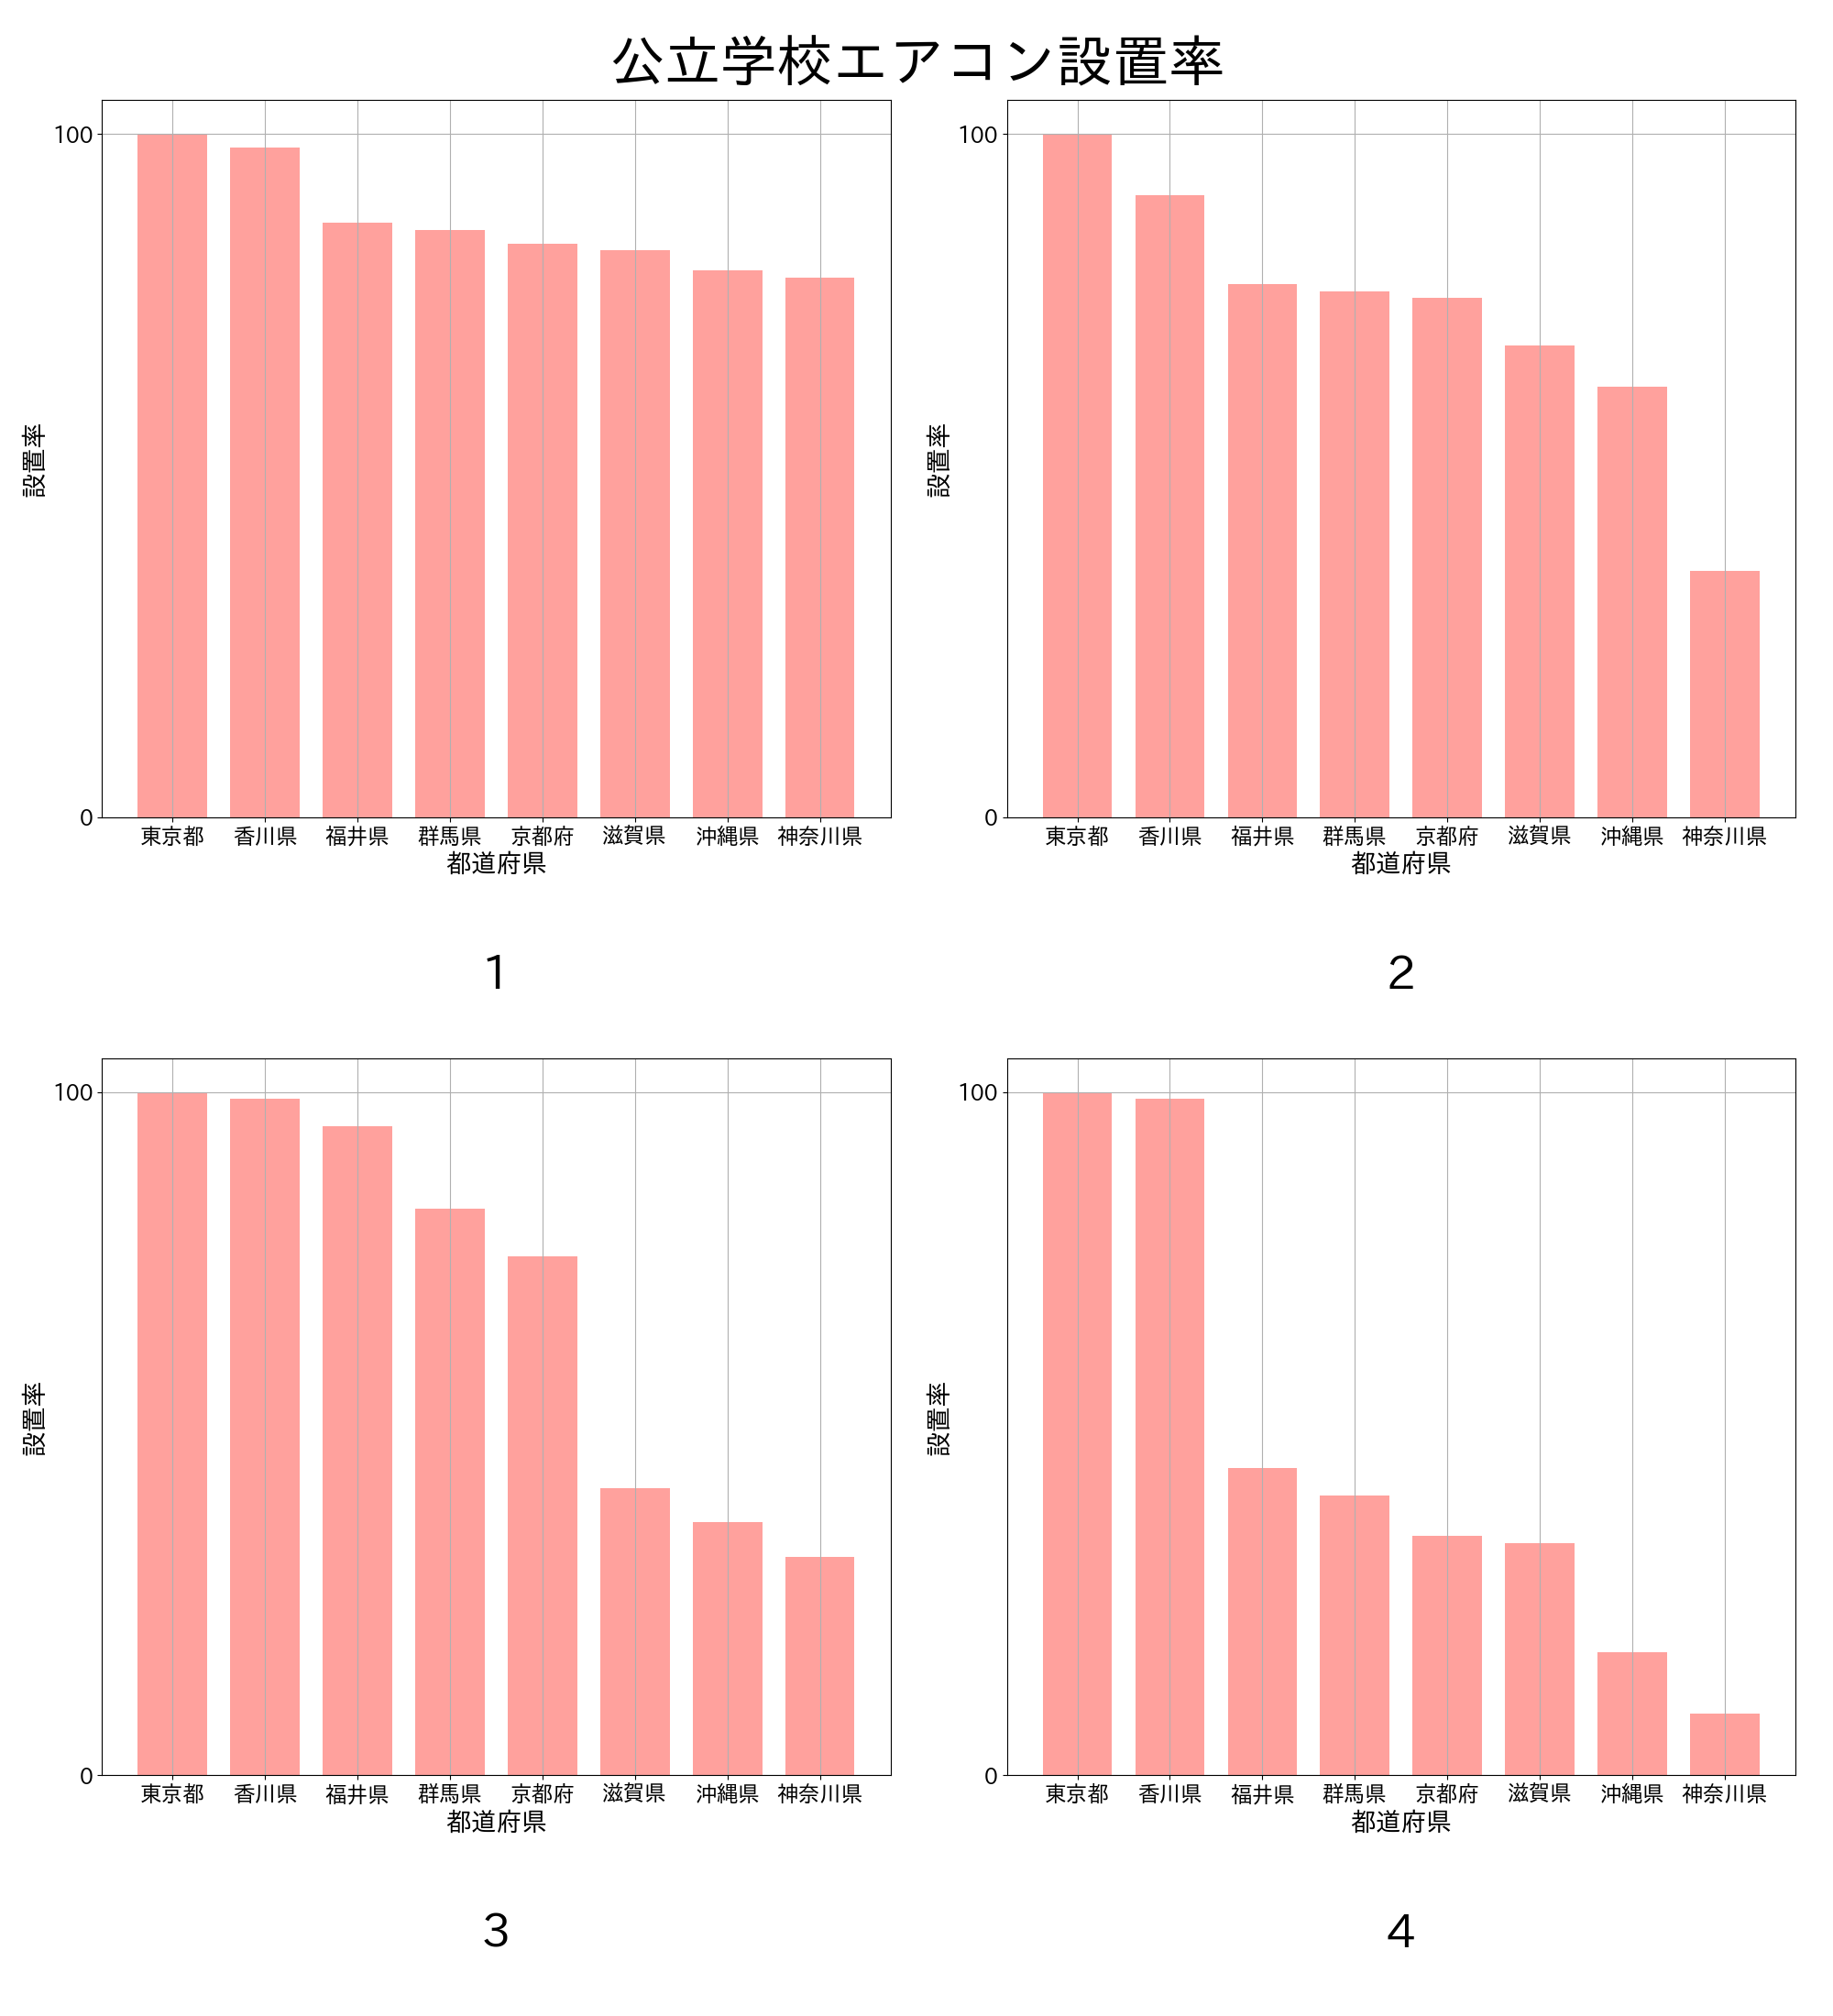 公立学校エアコン設置率
100
0
設置率
東京都 香川県 福井県 群馬県 京都府 滋賀県 沖縄県 神奈川県
都道府県
1
100
0
設置率
東京都 香川県 福井県 群馬県 京都府 滋賀県 沖縄県 神奈川県
都道府県
2
100
0
設置率
東京都 香川県 福井県 群馬県 京都府 滋賀県 沖縄県 神奈川県
都道府県
3
100
0
設置率
東京都 香川県 福井県 群馬県 京都府 滋賀県 沖縄県 神奈川県
都道府県
4